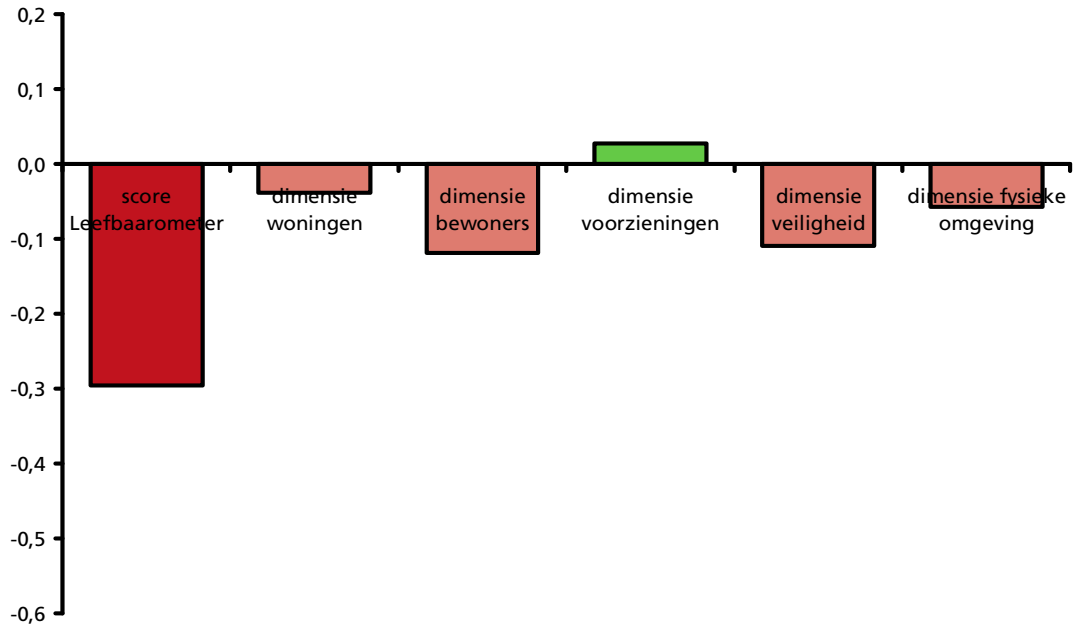 0,2
0,1
0,0
score
Leefbaarometer
dimensie
woningen
dimensie
bewoners
dimensie
voorzieningen
dimensie
veiligheid
dimensie fysieke
omgeving
-0,1
-0,2
-0,3
-0,4
-0,5
-0,6